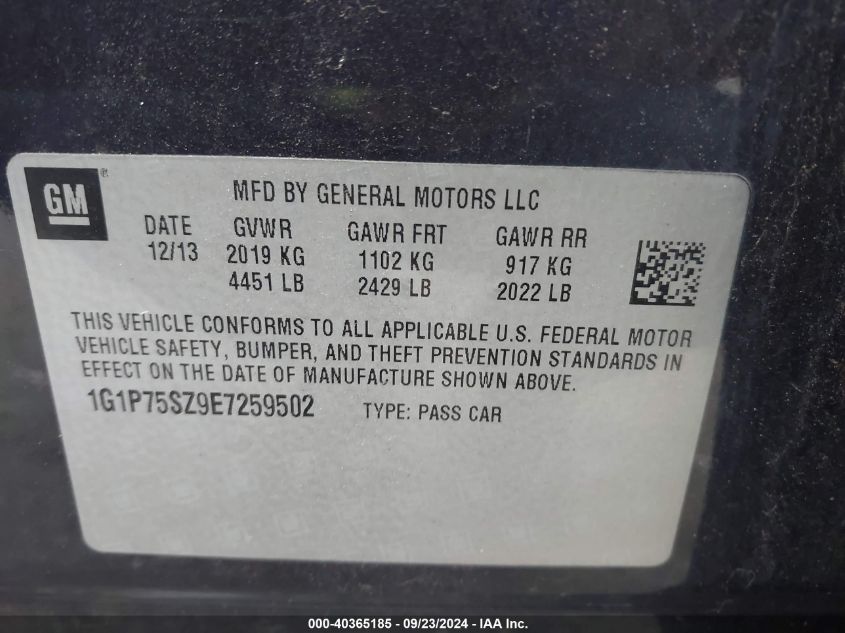 GM®
MFD BY GENERAL MOTORS LLC
DATE GVWR GAWR FRT GAWR RR
12/13 2019 KG 1102 KG 917 KG
4451 LB 2429 LB 2022 LB
THIS VEHICLE CONFORMS TO ALL APPLICABLE U.S. FEDERAL MOTOR
VEHICLE SAFETY, BUMPER, AND THEFT PREVENTION STANDARDS IN
EFFECT ON THE DATE OF MANUFACTURE SHOWN ABOVE.
1G1P75SZ9E7259502 TYPE: PASS CAR
000-40365185 - 09/23/2024 - IAA Inc.